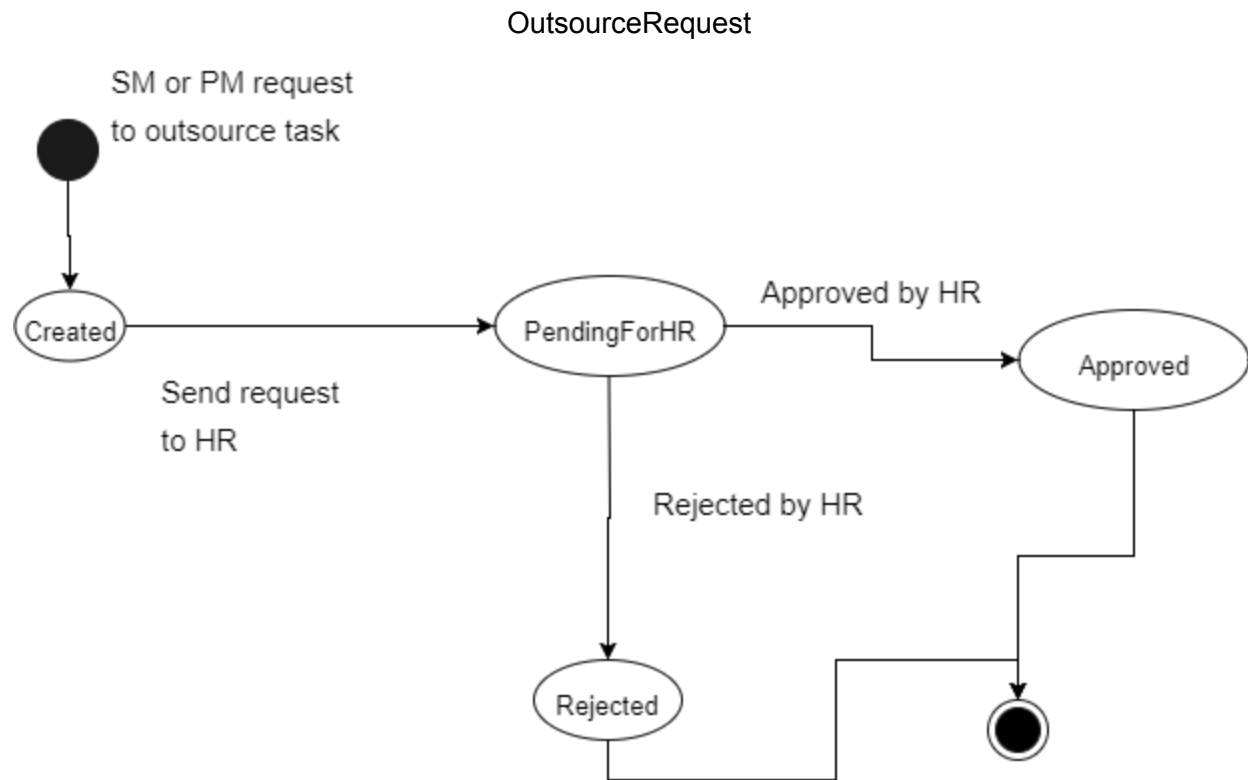 OutsourceRequest
SM or PM request
to outsource task
Created
Send request
to HR
PendingForHR
Approved by HR
Approved
Rejected by HR
Rejected